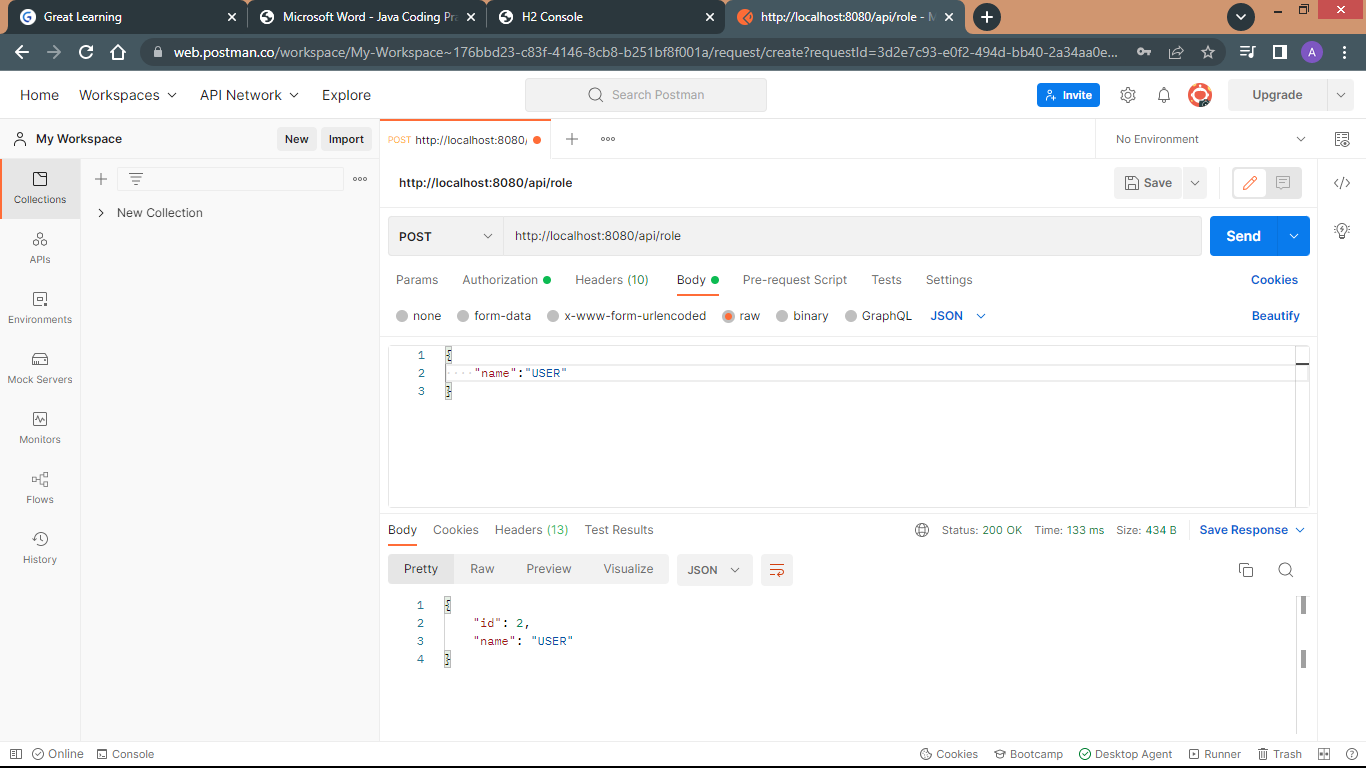 Great Learning
Microsoft Word - Java Coding Pra
H2 Console
http://localhost:8080/api/role - M
web.postman.co/workspace/My-Workspace~176bbd23-c83f-4146-8cb8-b251bf8f001a/request/create?requestId=3d2e7c93-e0f2-494d-bb40-2a34aa0e...
A
Home Workspaces API Network Explore
Search Postman
Invite
Upgrade
My Workspace
New Import
POST http://localhost:8080/
No Environment
Collections
New Collection
http://localhost:8080/api/role
Save
APIs
POST http://localhost:8080/api/role
Send
Params Authorization Headers (10) Body Pre-request Script Tests Settings
Cookies
Environments
none form-data x-www-form-urlencoded raw binary GraphQL JSON
Beautify
1 {
2 "name":"USER"
3 }
Mock Servers
Monitors
Flows
History
Body Cookies Headers (13) Test Results
Status: 200 OK Time: 133 ms Size: 434 B
Save Response
Pretty Raw Preview Visualize
JSON
1 {
2 "id": 2,
3 "name": "USER"
4 }
Online Console
Cookies Bootcamp Desktop Agent Runner Trash